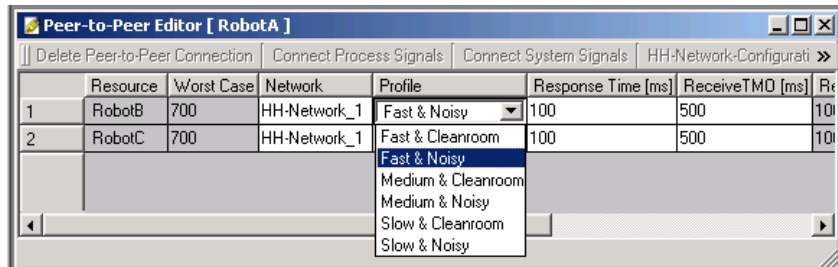 Peer-to-Peer Editor [ RobotA ]
Delete Peer-to-Peer Connection Connect Process Signals Connect System Signals HH-Network-Configurati »
Resource Worst Case Network Profile Response Time [ms] ReceiveTMO [ms] Re
1 RobotB 700 HH-Network_1 Fast & Noisy 100 500 10
2 RobotC 700 HH-Network_1 Fast & Cleanroom 100 500 10
Fast & Noisy
Medium & Cleanroom
Medium & Noisy
Slow & Cleanroom
Slow & Noisy